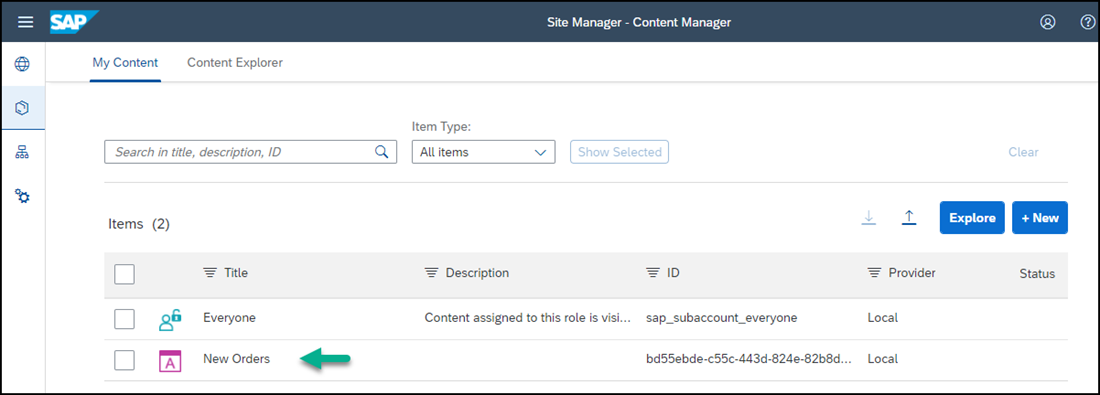 SAP Site Manager - Content Manager
My Content Content Explorer
Item Type:
Search in title, description, ID All items Show Selected Clear
Items (2) Explore + New
Title Description ID Provider Status
Everyone Content assigned to this role is visi... sap_subaccount_everyone Local
A New Orders bd55ebde-c55c-443d-824e-82b8d... Local